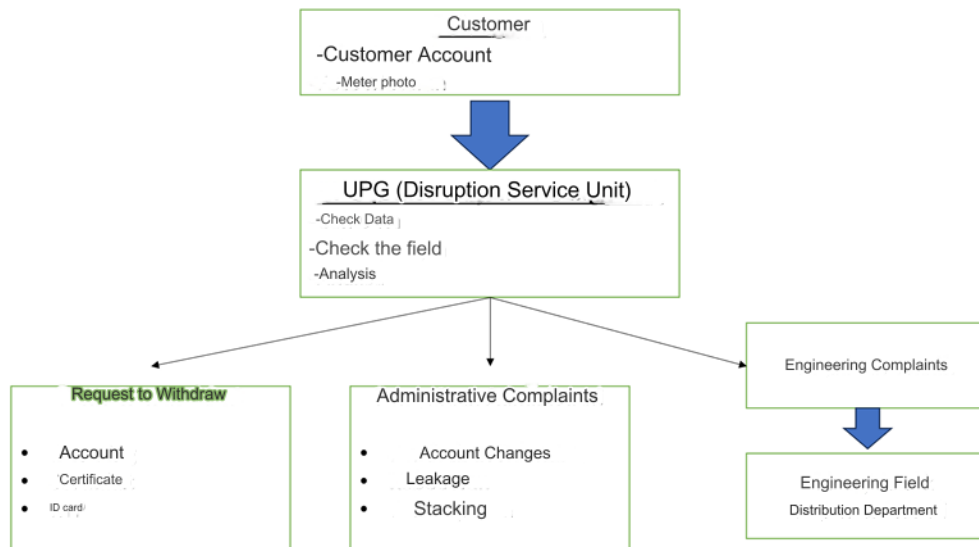 Customer
-Customer Account
-Meter photo
UPG (Disruption Service Unit)
-Check Data
-Check the field
-Analysis
Request to Withdraw
• Account
• Certificate
• ID card
Administrative Complaints
• Account Changes
• Leakage
• Stacking
Engineering Complaints
Engineering Field
Distribution Department